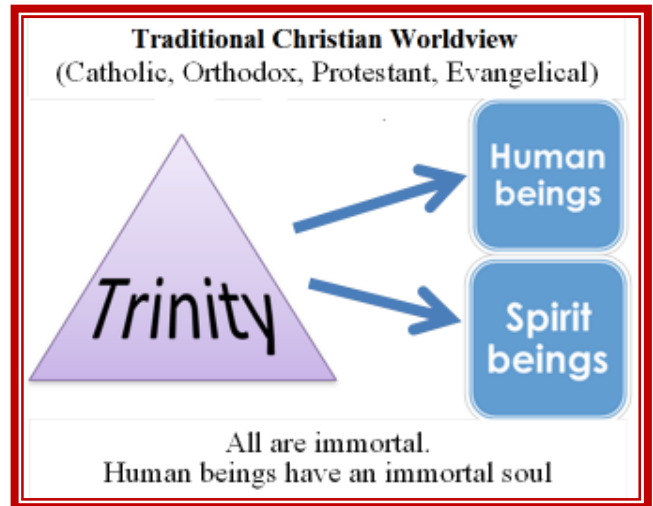 Traditional Christian Worldview
(Catholic, Orthodox, Protestant, Evangelical)
Trinity
Human
beings
Spirit
beings
All are immortal.
Human beings have an immortal soul